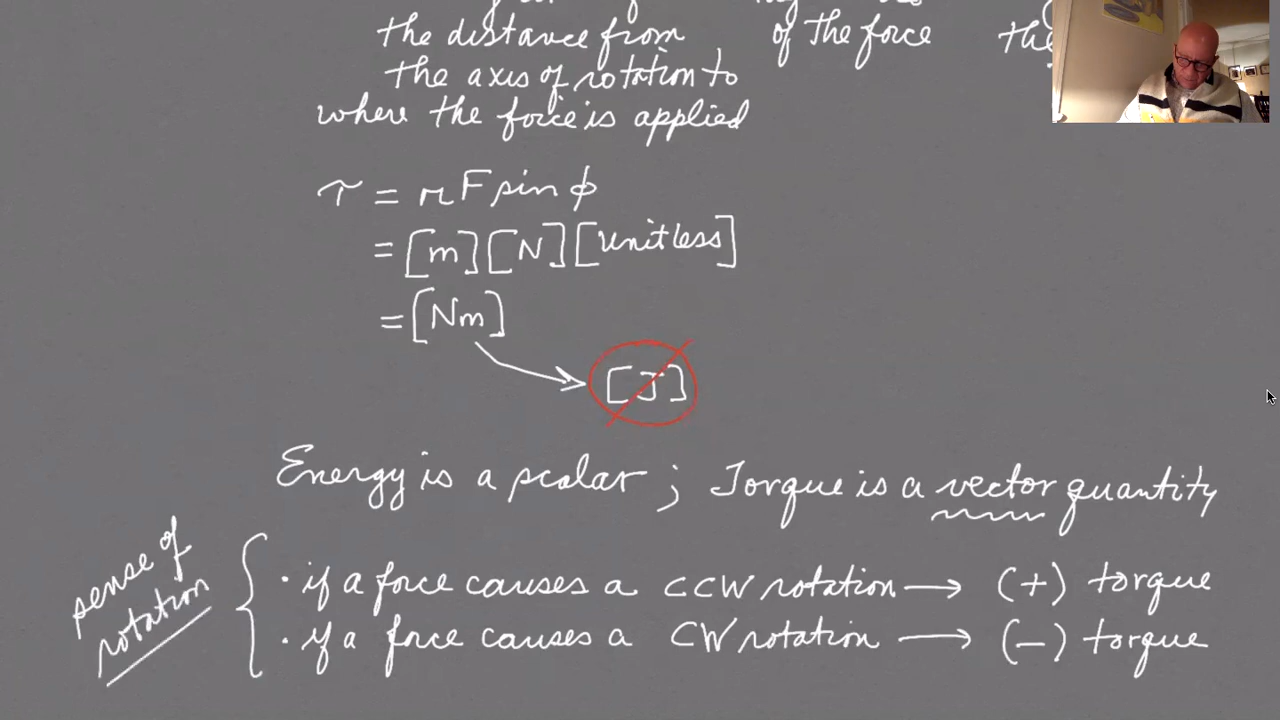 the distance from of the force the
the axis of rotation to
where the force is applied
τ = r F sin ϕ
= [m] [N] [unitless]
= [Nm]
[J]
Energy is a scalar ; Torque is a vector quantity
sense of
rotation
· if a force causes a CCW rotation → (+) torque
· if a force causes a CW rotation → (−) torque